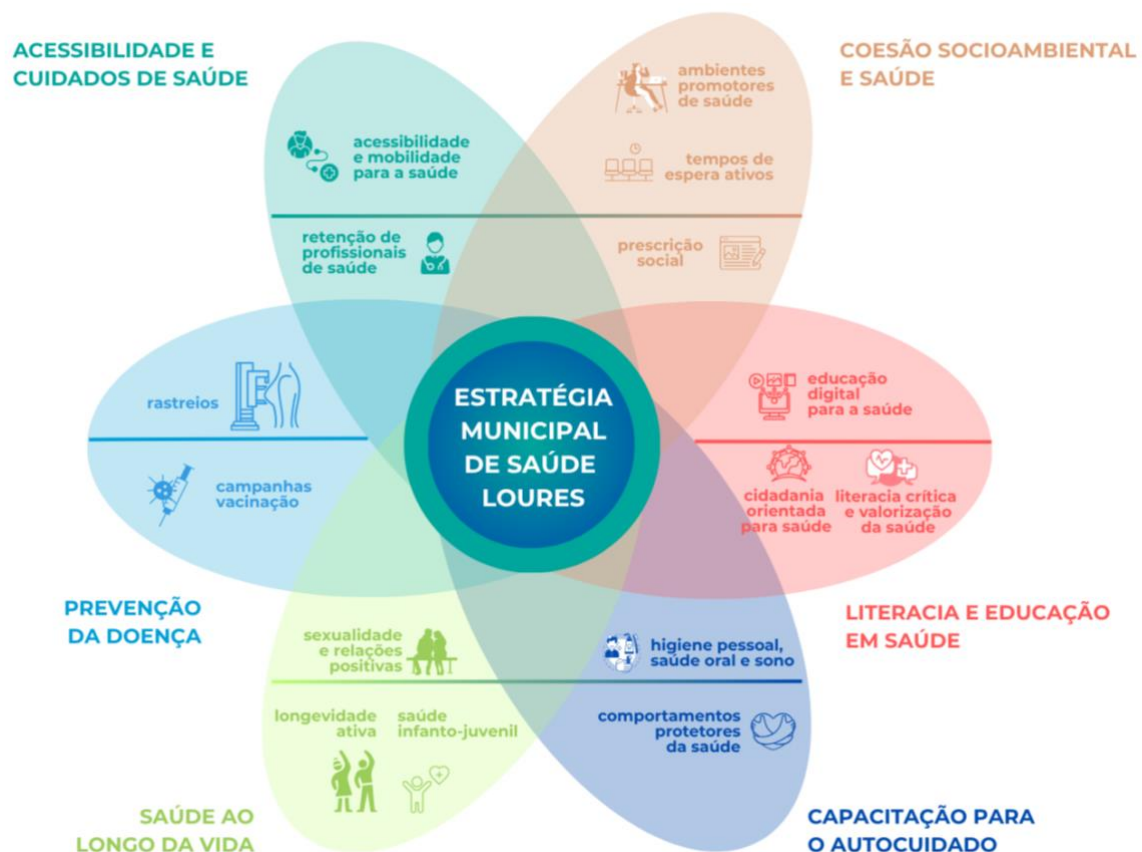 ACESSIBILIDADE E
CUIDADOS DE SAÚDE
acessibilidade
e mobilidade
para a saúde
retenção de
profissionais
de saúde
COESÃO SOCIOAMBIENTAL
E SAÚDE
ambientes
promotores
de saúde
tempos de
espera ativos
prescrição
social
rastreios
campanhas
vacinação
PREVENÇÃO
DA DOENÇA
ESTRATÉGIA
MUNICIPAL
DE SAÚDE
LOURES
educação
digital
para a saúde
cidadania
orientada
para saúde
literacia crítica
e valorização
da saúde
LITERACIA E EDUCAÇÃO
EM SAÚDE
sexualidade
e relações
positivas
longevidade
ativa
saúde
infanto-juvenil
SAÚDE AO
LONGO DA VIDA
higiene pessoal,
saúde oral e sono
comportamentos
protetores
da saúde
CAPACITAÇÃO PARA
O AUTOCUIDADO